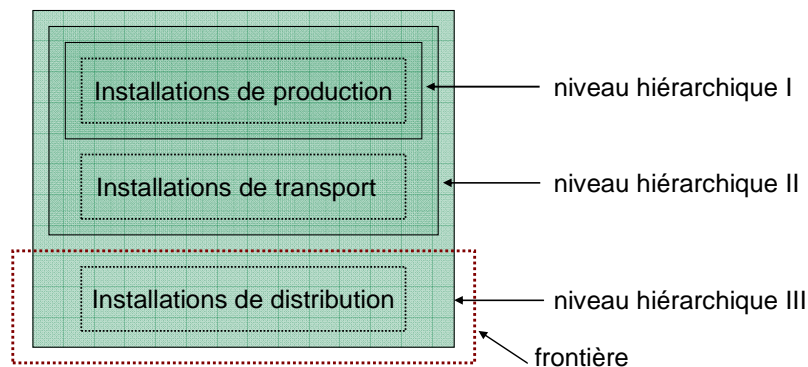 Installations de production
niveau hiérarchique I
Installations de transport
niveau hiérarchique II
Installations de distribution
niveau hiérarchique III
frontière